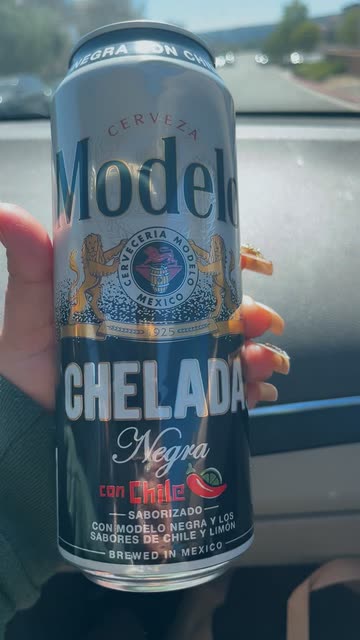 NEGRA CON CHI
CERVEZA
Modelo
CERVECERIA MODELO
MEXICO
1925
CHELADA
Negra
con Chile
SABORIZADO
CON MODELO NEGRA Y LOS
SABORES DE CHILE Y LIMÓN
BREWED IN MEXICO